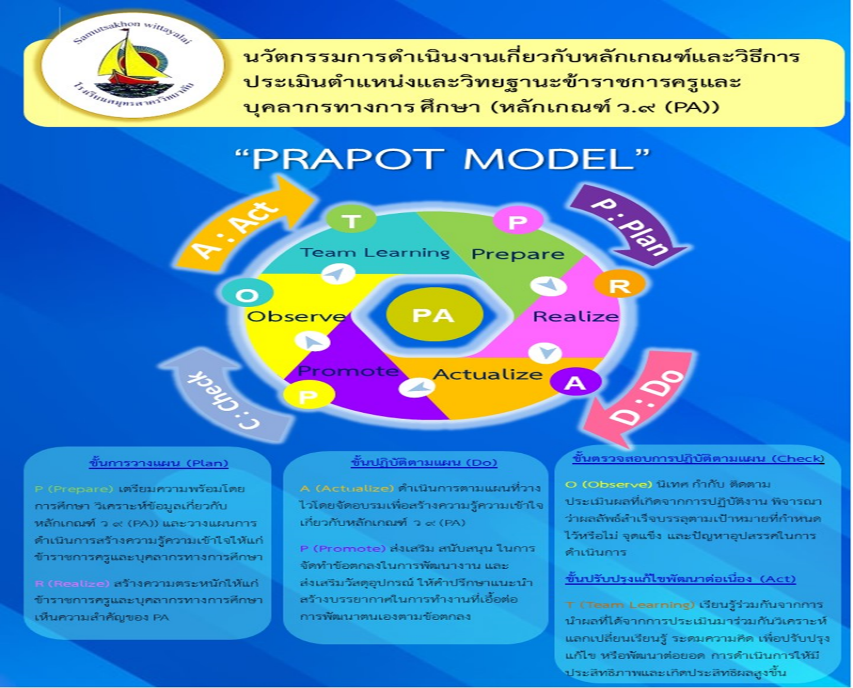 Samutsakhon wittayalai
โรงเรียนสมุทรสาครวิทยาลัย
นวัตกรรมการดำเนินงานเกี่ยวกับหลักเกณฑ์และวิธีการ
ประเมินตำแหน่งและวิทยฐานะข้าราชการครูและ
บุคลากรทางการ ศึกษา (หลักเกณฑ์ ว.๙ (PA))
“PRAPOT MODEL”
A : Act
P : Plan
T
P
Team Learning
Prepare
O
R
Observe
PA
Realize
Promote
Actualize
P
A
C : Check
D : Do
ขั้นการวางแผน (Plan)
P (Prepare) เตรียมความพร้อมโดย
การศึกษา วิเคราะห์ข้อมูลเกี่ยวกับ
หลักเกณฑ์ ว ๙ (PA)) และวางแผนการ
ดำเนินการสร้างความรู้ความเข้าใจให้แก่
ข้าราชการครูและบุคลากรทางการศึกษา
R (Realize) สร้างความตระหนักให้แก่
ข้าราชการครูและบุคลากรทางการศึกษา
เห็นความสำคัญของ PA
ขั้นปฏิบัติตามแผน (Do)
A (Actualize) ดำเนินการตามแผนที่วาง
ไว้โดยจัดอบรมเพื่อสร้างความรู้ความเข้าใจ
เกี่ยวกับหลักเกณฑ์ ว ๙ (PA)
P (Promote) ส่งเสริม สนับสนุน ในการ
จัดทำข้อตกลงในการพัฒนางาน และ
ส่งเสริมวัสดุอุปกรณ์ ให้คำปรึกษาแนะนำ
สร้างบรรยากาศในการทำงานที่เอื้อต่อ
การพัฒนาตนเองตามข้อตกลง
ขั้นตรวจสอบการปฏิบัติตามแผน (Check)
O (Observe) นิเทศ กำกับ ติดตาม
ประเมินผลที่เกิดจากการปฏิบัติงาน พิจารณา
ว่าผลลัพธ์สำเร็จบรรลุตามเป้าหมายที่กำหนด
ไว้หรือไม่ จุดแข็ง และปัญหาอุปสรรคในการ
ดำเนินการ
ขั้นปรับปรุงแก้ไขพัฒนาต่อเนื่อง (Act)
T (Team Learning) เรียนรู้ร่วมกันจากการ
นำผลที่ได้จากการประเมินมาร่วมกันวิเคราะห์
แลกเปลี่ยนเรียนรู้ ระดมความคิด เพื่อปรับปรุง
แก้ไข หรือพัฒนาต่อยอด การดำเนินการให้มี
ประสิทธิภาพและเกิดประสิทธิผลสูงขึ้น